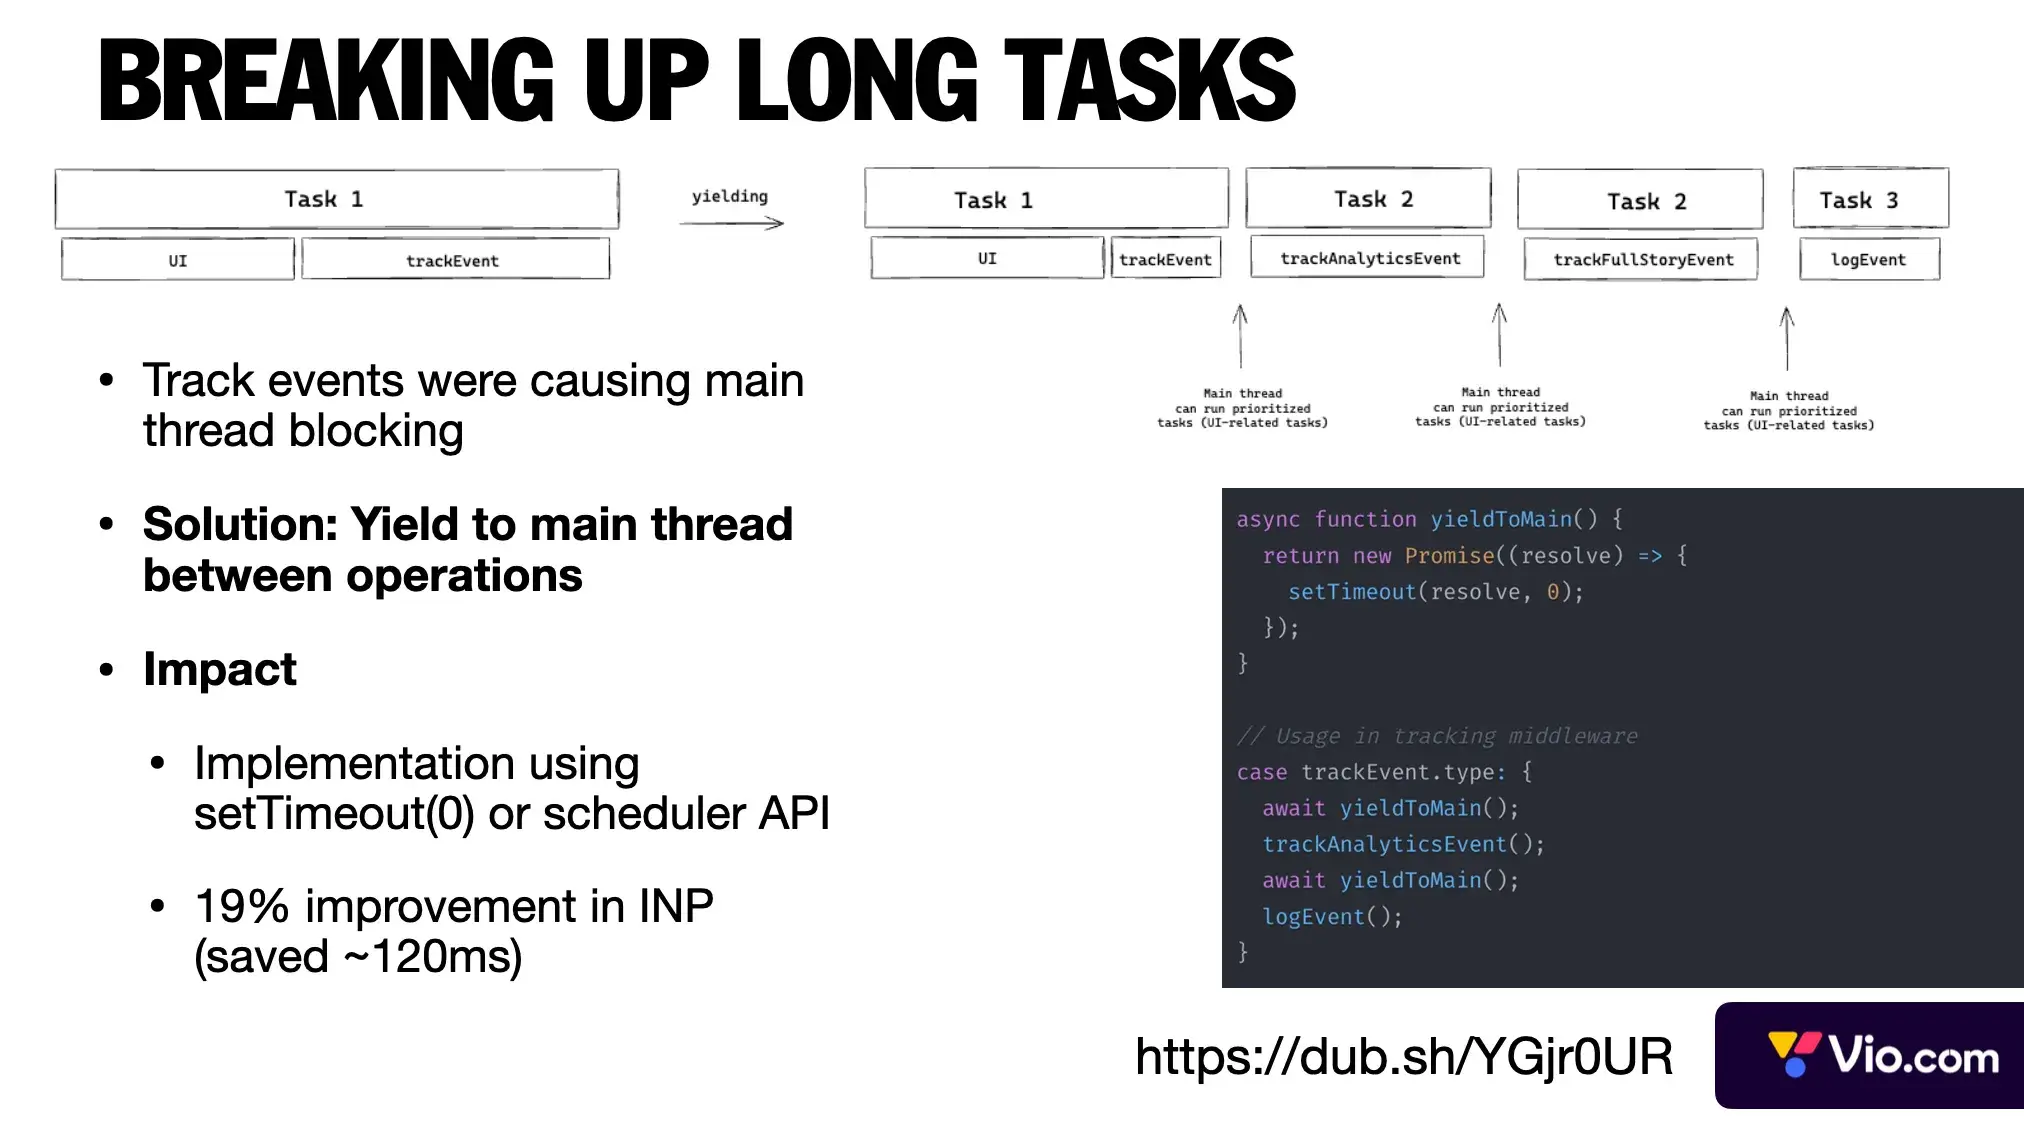 BREAKING UP LONG TASKS
Task 1
UI
trackEvent
yielding
Task 1
UI
trackEvent
Task 2
trackAnalyticsEvent
Task 2
trackFullStoryEvent
Task 3
logEvent
Main thread
can run prioritized
tasks (UI-related tasks)
Main thread
can run prioritized
tasks (UI-related tasks)
Main thread
can run prioritized
tasks (UI-related tasks)
• Track events were causing main
thread blocking
• Solution: Yield to main thread
between operations
• Impact
• Implementation using
setTimeout(0) or scheduler API
• 19% improvement in INP
(saved ~120ms)
async function yieldToMain() {
  return new Promise((resolve) => {
    setTimeout(resolve, 0);
  });
}
// Usage in tracking middleware
case trackEvent.type: {
  await yieldToMain();
  trackAnalyticsEvent();
  await yieldToMain();
  logEvent();
}
https://dub.sh/YGjr0UR
Vio.com